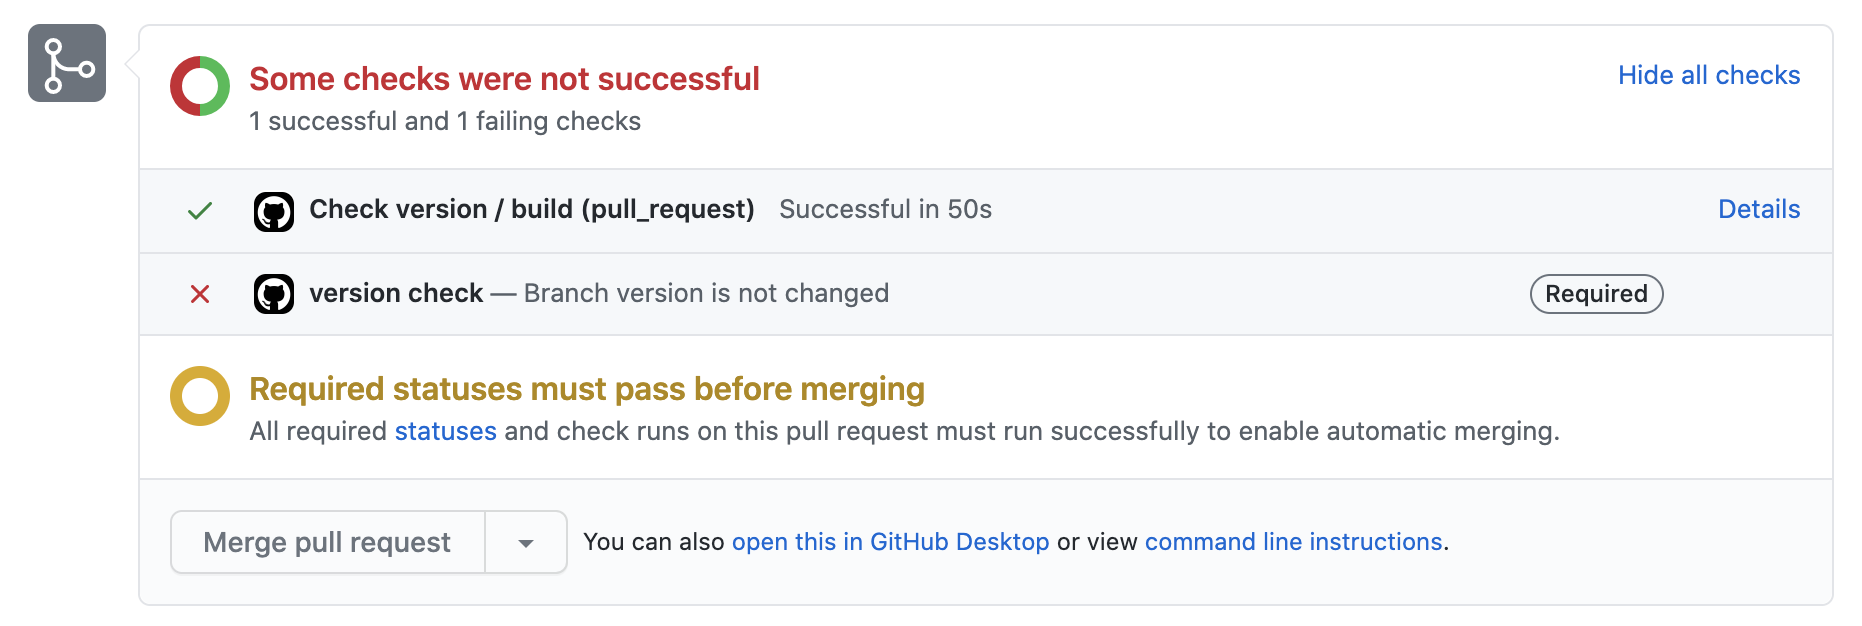 Some checks were not successful
Hide all checks
1 successful and 1 failing checks
Check version / build (pull_request) Successful in 50s
Details
version check — Branch version is not changed
Required
Required statuses must pass before merging
All required statuses and check runs on this pull request must run successfully to enable automatic merging.
Merge pull request
You can also open this in GitHub Desktop or view command line instructions.